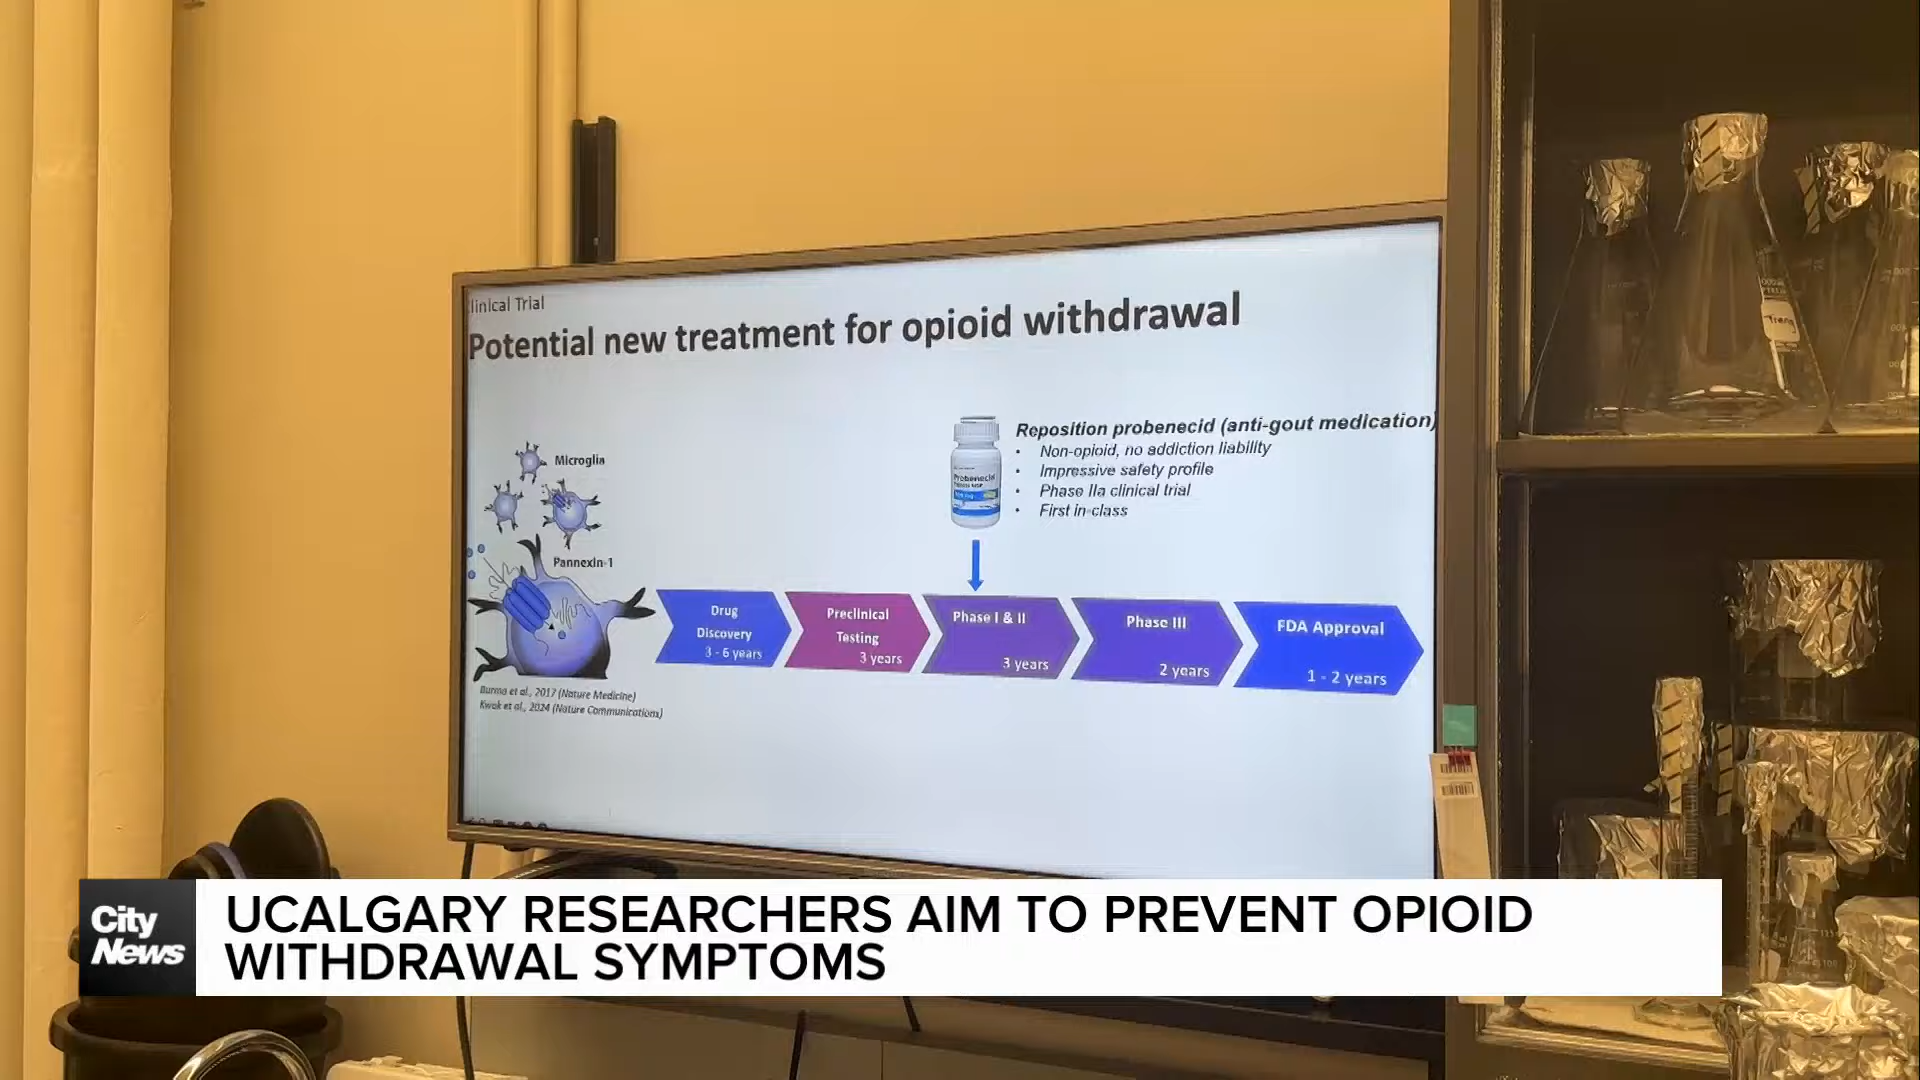 linical Trial
Potential new treatment for opioid withdrawal
Reposition probenecid (anti-gout medication)
• Non-opioid, no addiction liability
• Impressive safety profile
• Phase IIa clinical trial
• First in-class
Microglia
Pannexin-1
Probenecid
Drug
Discovery
3 - 6 years
Preclinical
Testing
3 years
Phase I & II
3 years
Phase III
2 years
FDA Approval
1 - 2 years
Burma et al., 2017 (Nature Medicine)
Kwok et al., 2024 (Nature Communications)
City
News
UCALGARY RESEARCHERS AIM TO PREVENT OPIOID
WITHDRAWAL SYMPTOMS